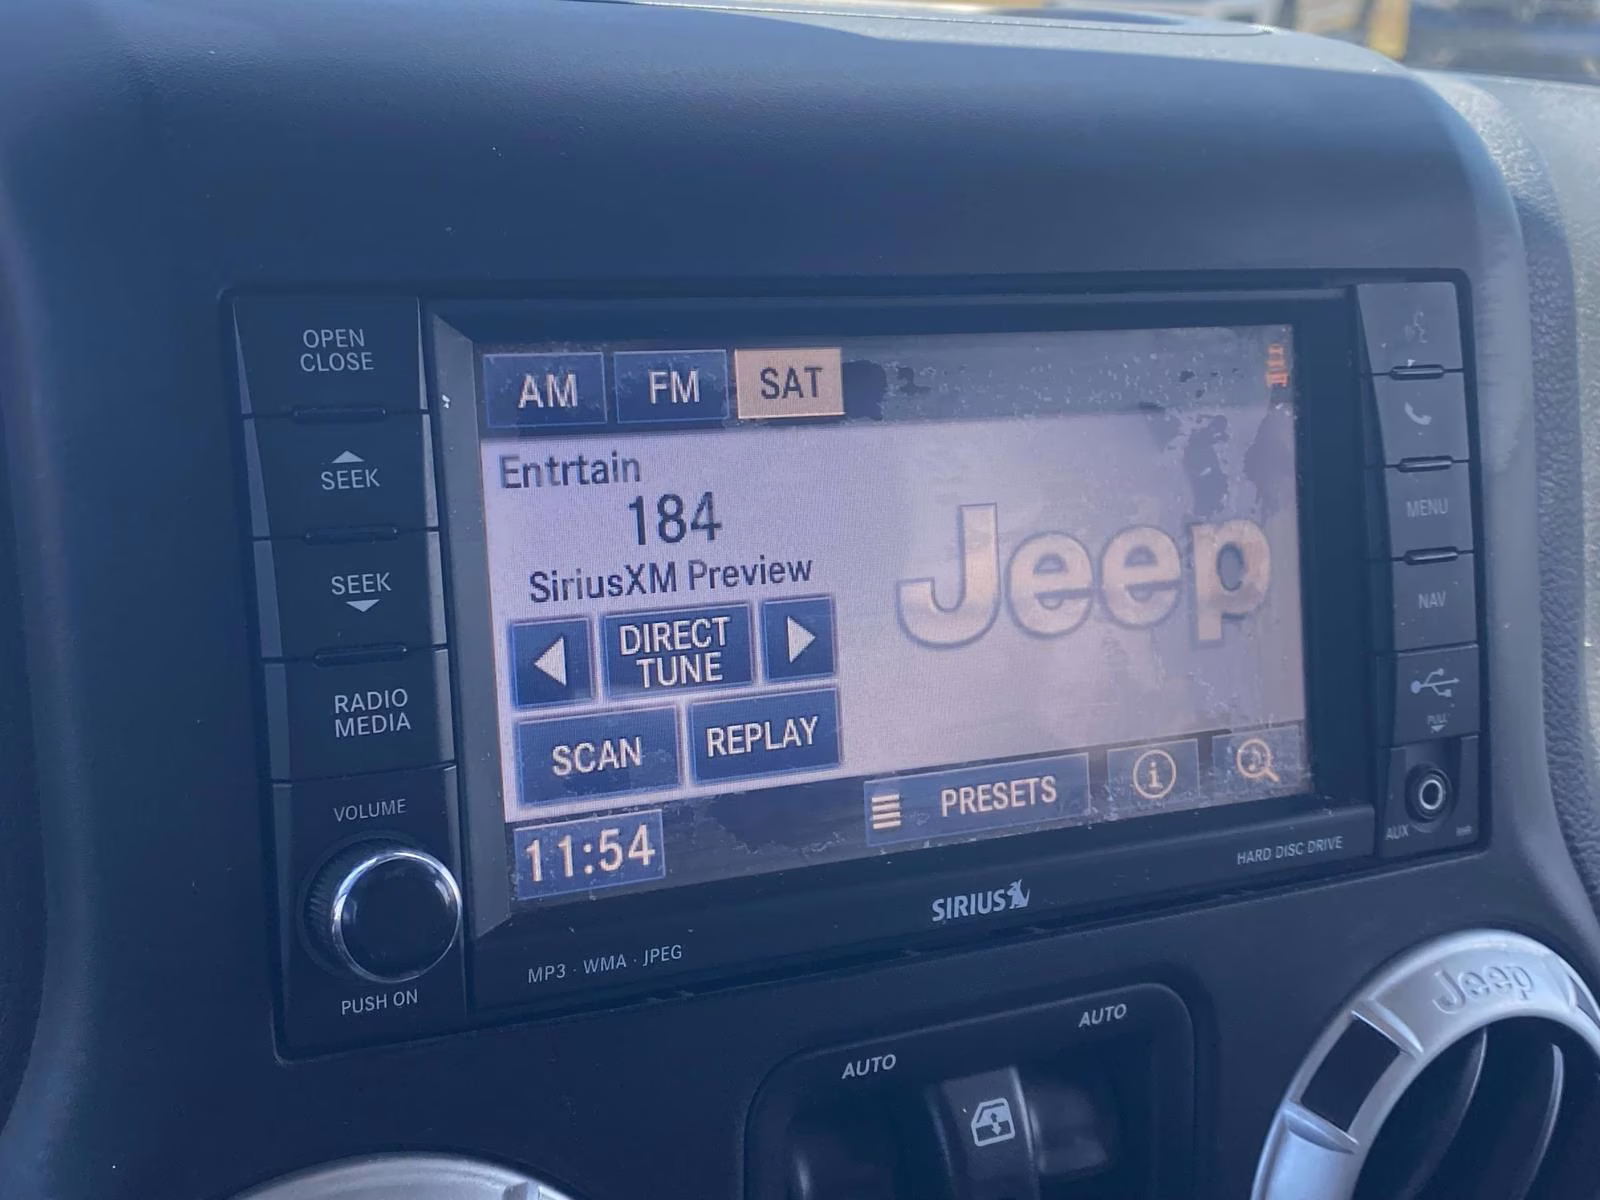 OPEN
CLOSE
SEEK
SEEK
RADIO
MEDIA
VOLUME
PUSH ON
AM FM SAT
Entrtain
184
SiriusXM Preview
DIRECT
TUNE
SCAN REPLAY
Jeep
PRESETS
i
11:54
MENU
NAV
PULL
AUX
HARD DISC DRIVE
SIRIUS
MP3 · WMA · JPEG
AUTO AUTO
Jeep